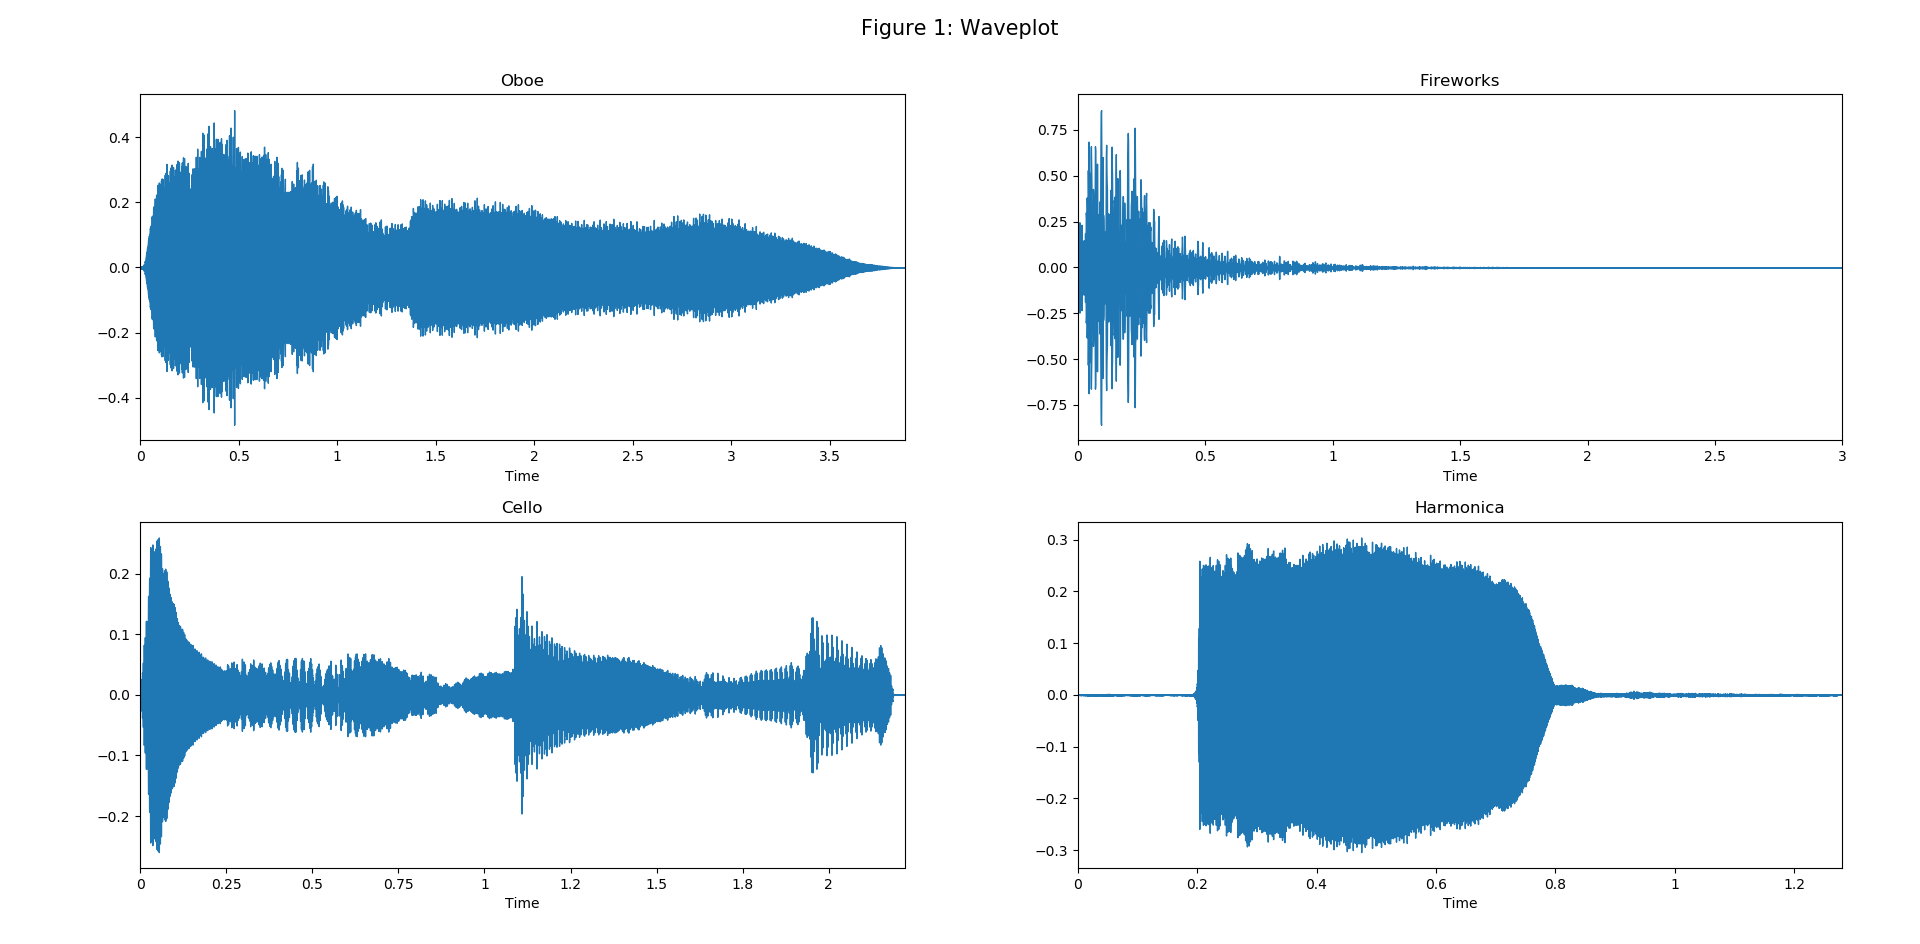 Figure 1: Waveplot
Oboe
0.4
0.2
0.0
−0.2
−0.4
0 0.5 1 1.5 2 2.5 3 3.5
Time
Fireworks
0.75
0.50
0.25
0.00
−0.25
−0.50
−0.75
0 0.5 1 1.5 2 2.5 3
Time
Cello
0.2
0.1
0.0
−0.1
−0.2
0 0.25 0.5 0.75 1 1.2 1.5 1.8 2
Time
Harmonica
0.3
0.2
0.1
0.0
−0.1
−0.2
−0.3
0 0.2 0.4 0.6 0.8 1 1.2
Time